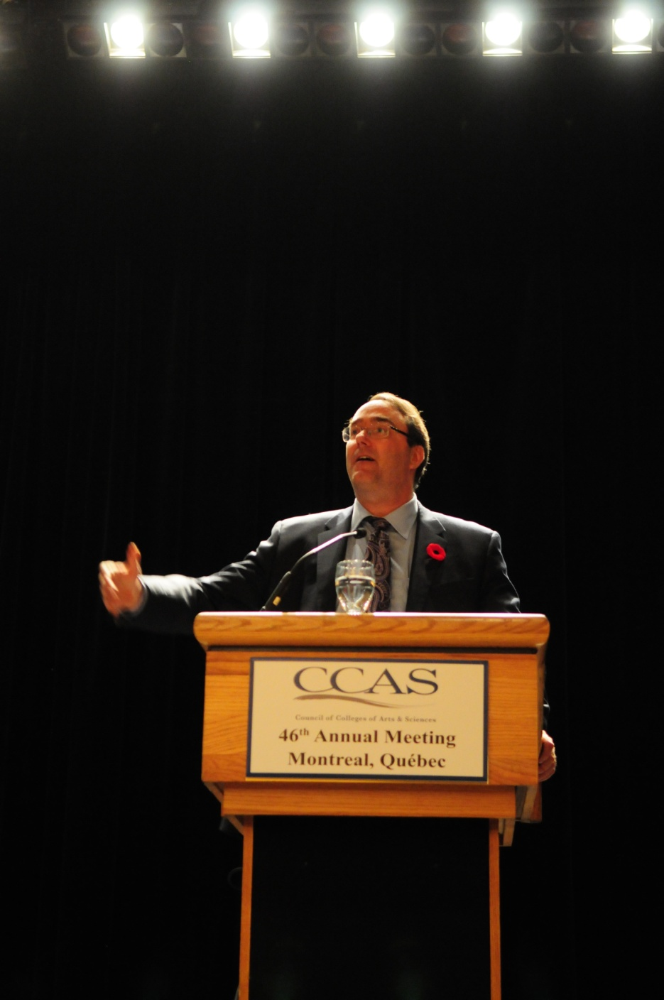 CCAS
Council of Colleges of Arts & Sciences
46th Annual Meeting
Montreal, Québec